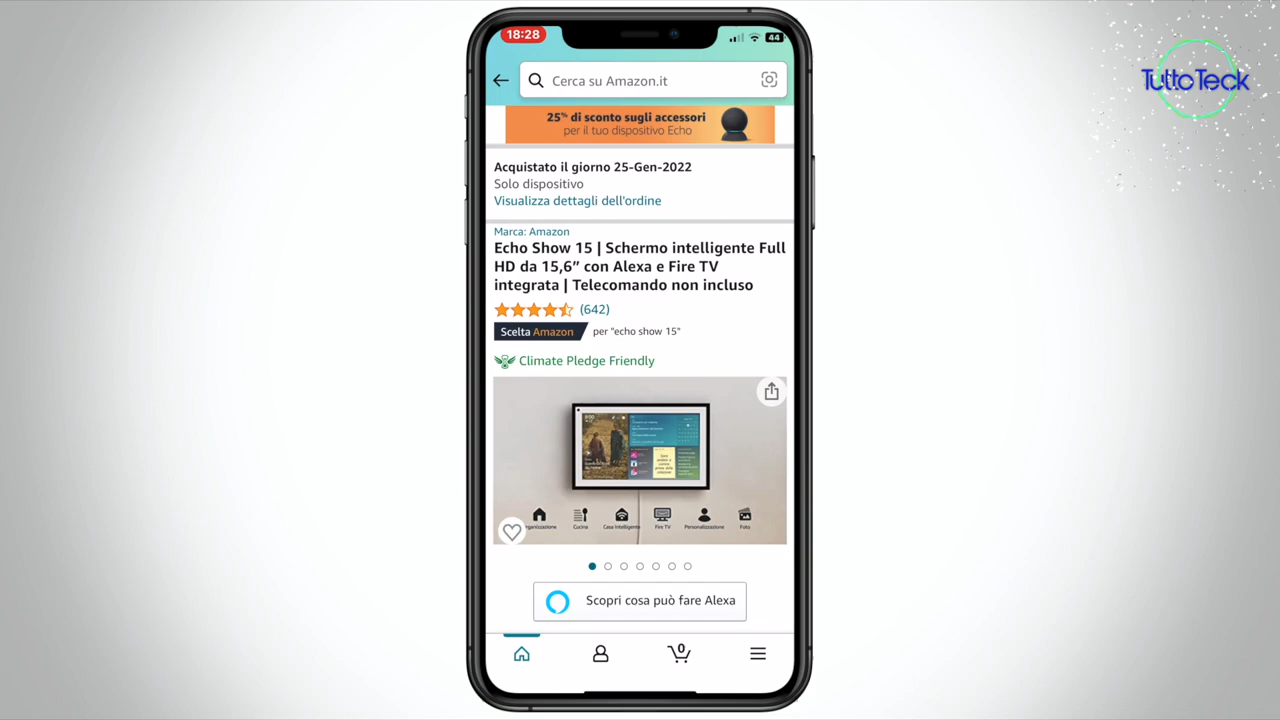 18:28
44
TuttoTeck
Cerca su Amazon.it
25% di sconto sugli accessori
per il tuo dispositivo Echo
Acquistato il giorno 25-Gen-2022
Solo dispositivo
Visualizza dettagli dell'ordine
Marca: Amazon
Echo Show 15 | Schermo intelligente Full
HD da 15,6” con Alexa e Fire TV
integrata | Telecomando non incluso
(642)
Scelta Amazon per "echo show 15"
Climate Pledge Friendly
Cucina Casa Intelligente Fire TV Personalizzazione Foto
Scopri cosa può fare Alexa
0